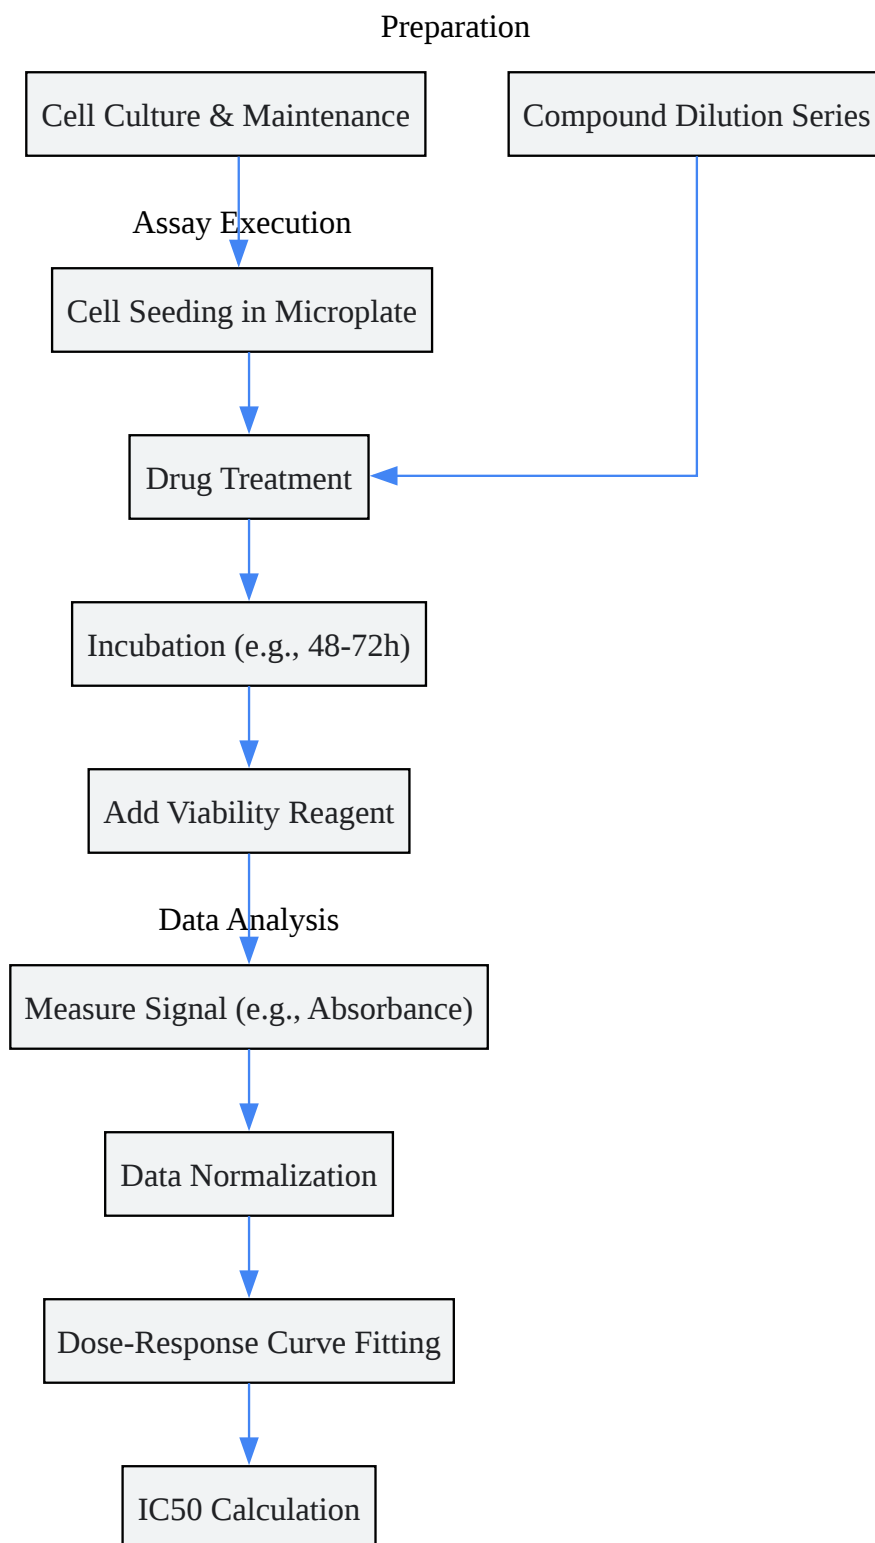 Preparation
Cell Culture & Maintenance
Compound Dilution Series
Assay Execution
Cell Seeding in Microplate
Drug Treatment
Incubation (e.g., 48-72h)
Add Viability Reagent
Data Analysis
Measure Signal (e.g., Absorbance)
Data Normalization
Dose-Response Curve Fitting
IC50 Calculation